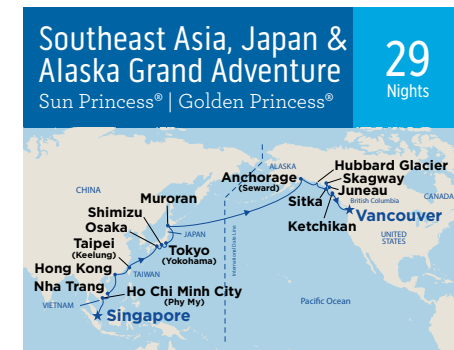 Southeast Asia, Japan &
Alaska Grand Adventure
Sun Princess® | Golden Princess®
29
Nights
ALASKA
Hubbard Glacier
Anchorage
(Seward)
Skagway
Juneau
Sitka
British Columbia
CANADA
Vancouver
Ketchikan
UNITED
STATES
CHINA
Muroran
Shimizu
Osaka
JAPAN
Taipei
(Keelung)
Tokyo
(Yokohama)
International Date Line
Hong Kong
TAIWAN
Nha Trang
Ho Chi Minh City
(Phy My)
VIETNAM
Pacific Ocean
Singapore